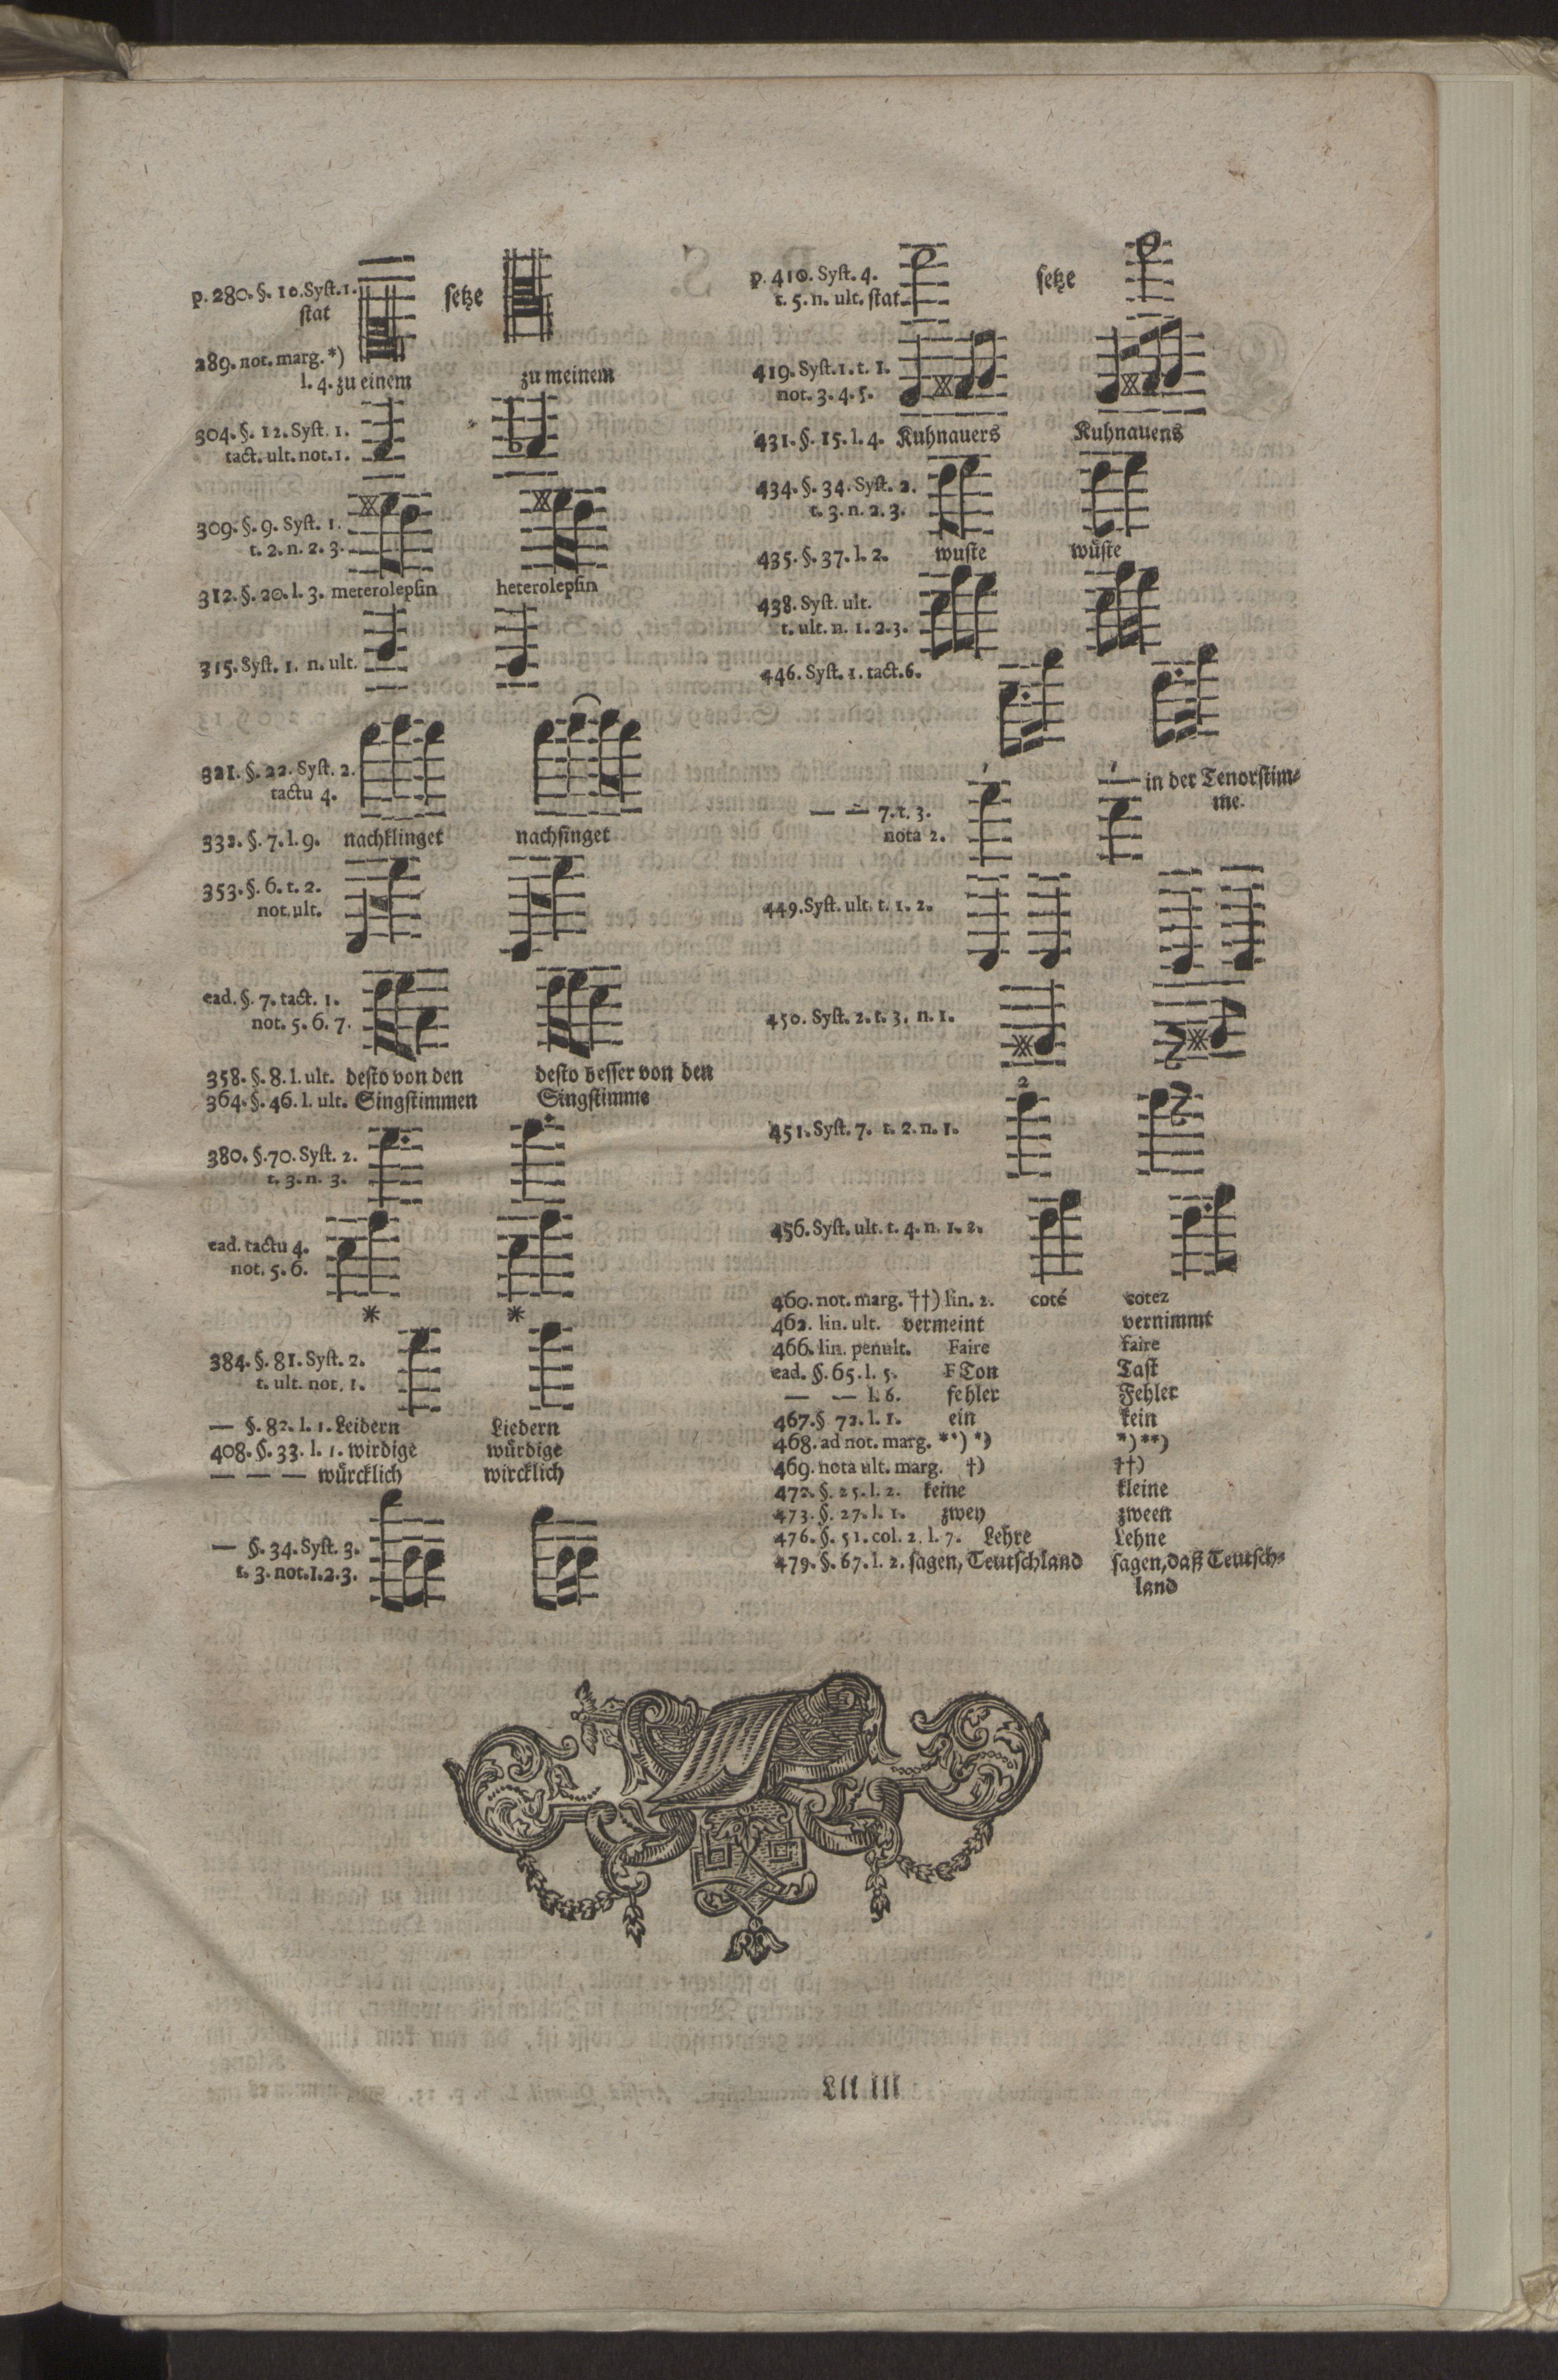 p. 280. §. 10. Syst. 1. setze
stat
289. not. marg. *)
l. 4. zu einem zu meinem
304. §. 12. Syst. 1.
tact. ult. not. 1.
309. §. 9. Syst. 1.
t. 2. n. 2. 3.
312. §. 20. l. 3. meterolepsin heterolepsin
315. Syst. 1. n. ult.
321. §. 22. Syst. 2.
tactu 4.
332. §. 7. l. 9. nachklinget nachsinget
353. §. 6. t. 2.
not. ult.
ead. §. 7. tact. 1.
not. 5. 6. 7.
358. §. 8. l. ult. desto von den desto besser von den
364. §. 46. l. ult. Singstimmen Singstimme
380. §. 70. Syst. 2.
t. 3. n. 3.
ead. tactu 4.
not. 5. 6.
* *
384. §. 81. Syst. 2.
t. ult. not. 1.
— §. 82. l. 1. Leidern Liedern
408. §. 33. l. 1. wirdige würdige
— — — würcklich wircklich
— §. 34. Syst. 3.
t. 3. not. 1. 2. 3.
p. 410. Syst. 4. setze
t. 5. n. ult. stat
419. Syst. 1. t. 1.
not. 3. 4. 5.
431. §. 15. l. 4. Kuhnauers Kuhnauens
434. §. 34. Syst. 2.
t. 3. n. 2. 3.
435. §. 37. l. 2. wuste wüste
438. Syst. ult.
t. ult. n. 1. 2. 3.
446. Syst. 1. tact. 6.
in der Tenorstim-
— — 7. t. 3. me.
nota 2.
449. Syst. ult. t. 1. 2.
450. Syst. 2. t. 3. n. 1.
2
451. Syst. 7. t. 2. n. 1.
456. Syst. ult. t. 4. n. 1. 2.
460. not. marg. ††) lin. 2. coté cotez
462. lin. ult. vermeint vernimmt
466. lin. penult. Faire faire
ead. §. 65. l. 5. F Ton Tast
— — l. 6. fehler Fehler
467. § 72. l. 1. ein kein
468. ad not. marg. **) *) *) **)
469. nota ult. marg. †) ††)
472. §. 25. l. 2. keine kleine
473. §. 27. l. 1. zwey zween
476. §. 51. col. 2. l. 7. Lehre Lehne
479. §. 67. l. 2. sagen, Teutschland sagen, daß Teutsch-
land
Lll lll